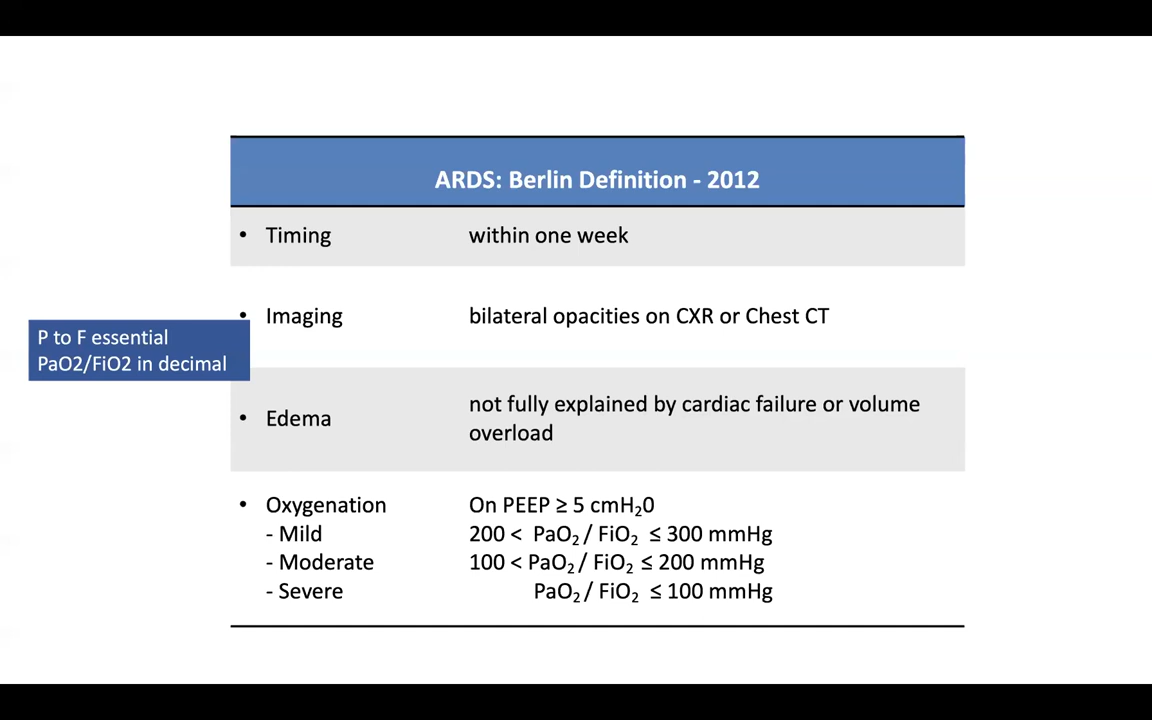 ARDS: Berlin Definition - 2012
• Timing within one week
• Imaging bilateral opacities on CXR or Chest CT
P to F essential
PaO2/FiO2 in decimal
• Edema not fully explained by cardiac failure or volume
overload
• Oxygenation On PEEP ≥ 5 cmH₂0
- Mild 200 < PaO₂ / FiO₂ ≤ 300 mmHg
- Moderate 100 < PaO₂ / FiO₂ ≤ 200 mmHg
- Severe PaO₂ / FiO₂ ≤ 100 mmHg